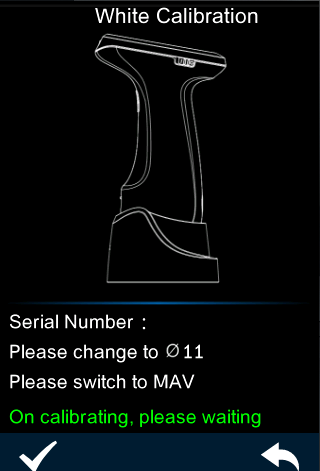 White Calibration
Serial Number :
Please change to Ø11
Please switch to MAV
On calibrating, please waiting